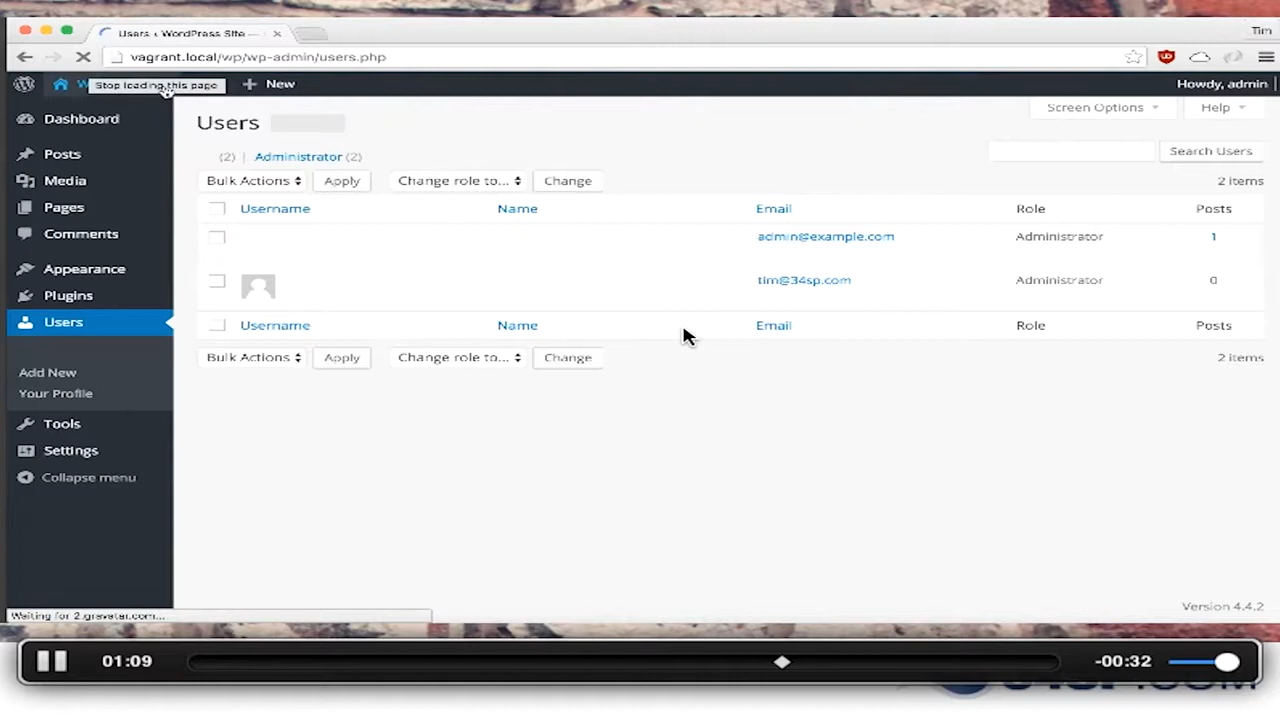 Users ‹ WordPress Site —
Tim
vagrant.local/wp/wp-admin/users.php
Stop loading this page
New
Howdy, admin
Dashboard
Posts
Media
Pages
Comments
Appearance
Plugins
Users
Add New
Your Profile
Tools
Settings
Collapse menu
Screen Options
Help
Users
(2) | Administrator (2)
Search Users
Bulk Actions Apply Change role to... Change
2 items
Username Name Email Role Posts
admin@example.com Administrator 1
tim@34sp.com Administrator 0
Username Name Email Role Posts
Bulk Actions Apply Change role to... Change
2 items
Version 4.4.2
Waiting for 2.gravatar.com...
01:09
-00:32